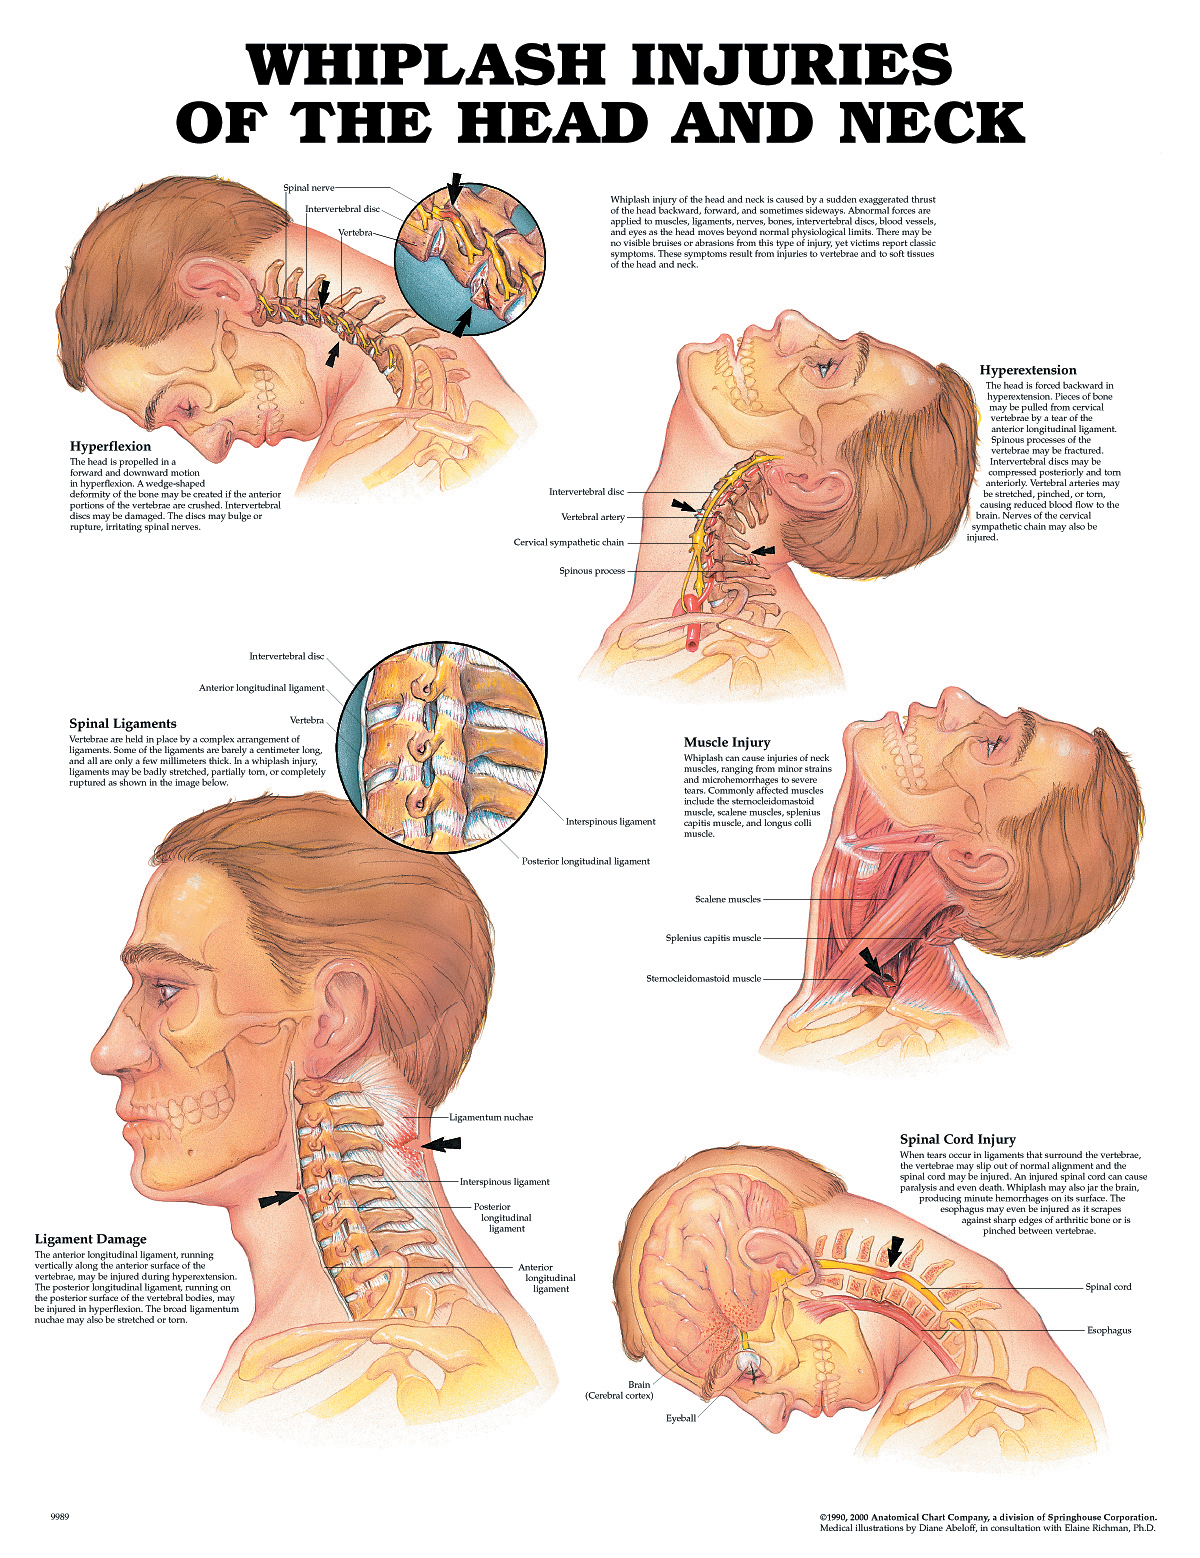 WHIPLASH INJURIES
OF THE HEAD AND NECK
Spinal nerve
Intervertebral disc
Vertebra
Whiplash injury of the head and neck is caused by a sudden exaggerated thrust
of the head backward, forward, and sometimes sideways. Abnormal forces are
applied to muscles, ligaments, nerves, bones, intervertebral discs, blood vessels,
and eyes as the head moves beyond normal physiological limits. There may be
no visible bruises or abrasions from this type of injury, yet victims report classic
symptoms. These symptoms result from injuries to vertebrae and to soft tissues
of the head and neck.
Hyperflexion
The head is propelled in a
forward and downward motion
in hyperflexion. A wedge-shaped
deformity of the bone may be created if the anterior
portions of the vertebrae are crushed. Intervertebral
discs may be damaged. The discs may bulge or
rupture, irritating spinal nerves.
Hyperextension
The head is forced backward in
hyperextension. Pieces of bone
may be pulled from cervical
vertebrae by a tear of the
anterior longitudinal ligament.
Spinous processes of the
vertebrae may be fractured.
Intervertebral discs may be
compressed posteriorly and torn
anteriorly. Vertebral arteries may
be stretched, pinched, or torn,
causing reduced blood flow to the
brain. Nerves of the cervical
sympathetic chain may also be
injured.
Intervertebral disc
Vertebral artery
Cervical sympathetic chain
Spinous process
Intervertebral disc
Anterior longitudinal ligament
Vertebra
Spinal Ligaments
Vertebrae are held in place by a complex arrangement of
ligaments. Some of the ligaments are barely a centimeter long,
and all are only a few millimeters thick. In a whiplash injury,
ligaments may be badly stretched, partially torn, or completely
ruptured as shown in the image below.
Interspinous ligament
Posterior longitudinal ligament
Muscle Injury
Whiplash can cause injuries of neck
muscles, ranging from minor strains
and microhemorrhages to severe
tears. Commonly affected muscles
include the sternocleidomastoid
muscle, scalene muscles, splenius
capitis muscle, and longus colli
muscle.
Scalene muscles
Splenius capitis muscle
Sternocleidomastoid muscle
Ligamentum nuchae
Interspinous ligament
Posterior
longitudinal
ligament
Anterior
longitudinal
ligament
Ligament Damage
The anterior longitudinal ligament, running
vertically along the anterior surface of the
vertebrae, may be injured during hyperextension.
The posterior longitudinal ligament, running on
the posterior surface of the vertebral bodies, may
be injured in hyperflexion. The broad ligamentum
nuchae may also be stretched or torn.
Spinal Cord Injury
When tears occur in ligaments that surround the vertebrae,
the vertebrae may slip out of normal alignment and the
spinal cord may be injured. An injured spinal cord can cause
paralysis and even death. Whiplash may also jar the brain,
producing minute hemorrhages on its surface. The
esophagus may even be injured as it scrapes
against sharp edges of arthritic bone or is
pinched between vertebrae.
Spinal cord
Esophagus
Brain
(Cerebral cortex)
Eyeball
9989
©1990, 2000 Anatomical Chart Company, a division of Springhouse Corporation.
Medical illustrations by Diane Abeloff, in consultation with Elaine Richman, Ph.D.